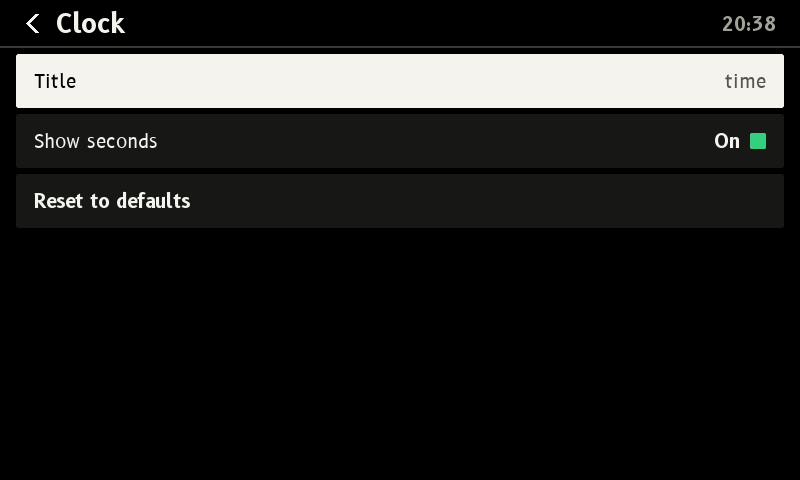 Clock
20:38
Title
time
Show seconds
On
Reset to defaults